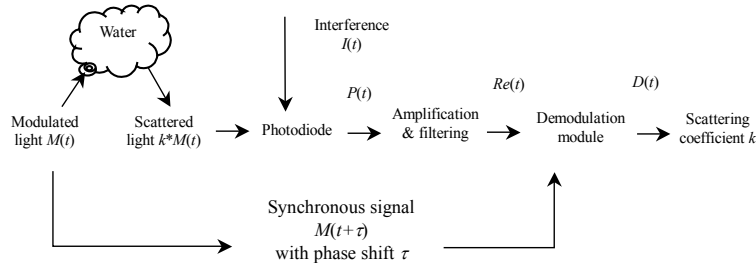 Water
Interference
I(t)
P(t)
Re(t)
D(t)
Modulated
light M(t)
Scattered
light k*M(t)
Photodiode
Amplification
& filtering
Demodulation
module
Scattering
coefficient k
Synchronous signal
M(t+τ)
with phase shift τ